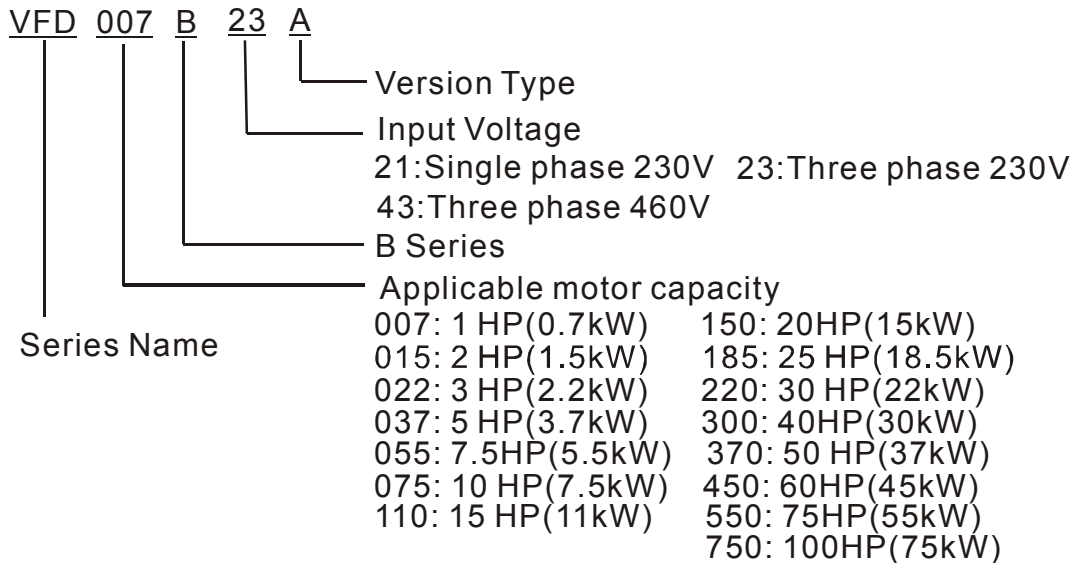 VFD 007 B 23 A
Version Type
Input Voltage
21:Single phase 230V 23:Three phase 230V
43:Three phase 460V
B Series
Applicable motor capacity
Series Name
007: 1 HP(0.7kW) 150: 20HP(15kW)
015: 2 HP(1.5kW) 185: 25 HP(18.5kW)
022: 3 HP(2.2kW) 220: 30 HP(22kW)
037: 5 HP(3.7kW) 300: 40HP(30kW)
055: 7.5HP(5.5kW) 370: 50 HP(37kW)
075: 10 HP(7.5kW) 450: 60HP(45kW)
110: 15 HP(11kW) 550: 75HP(55kW)
750: 100HP(75kW)